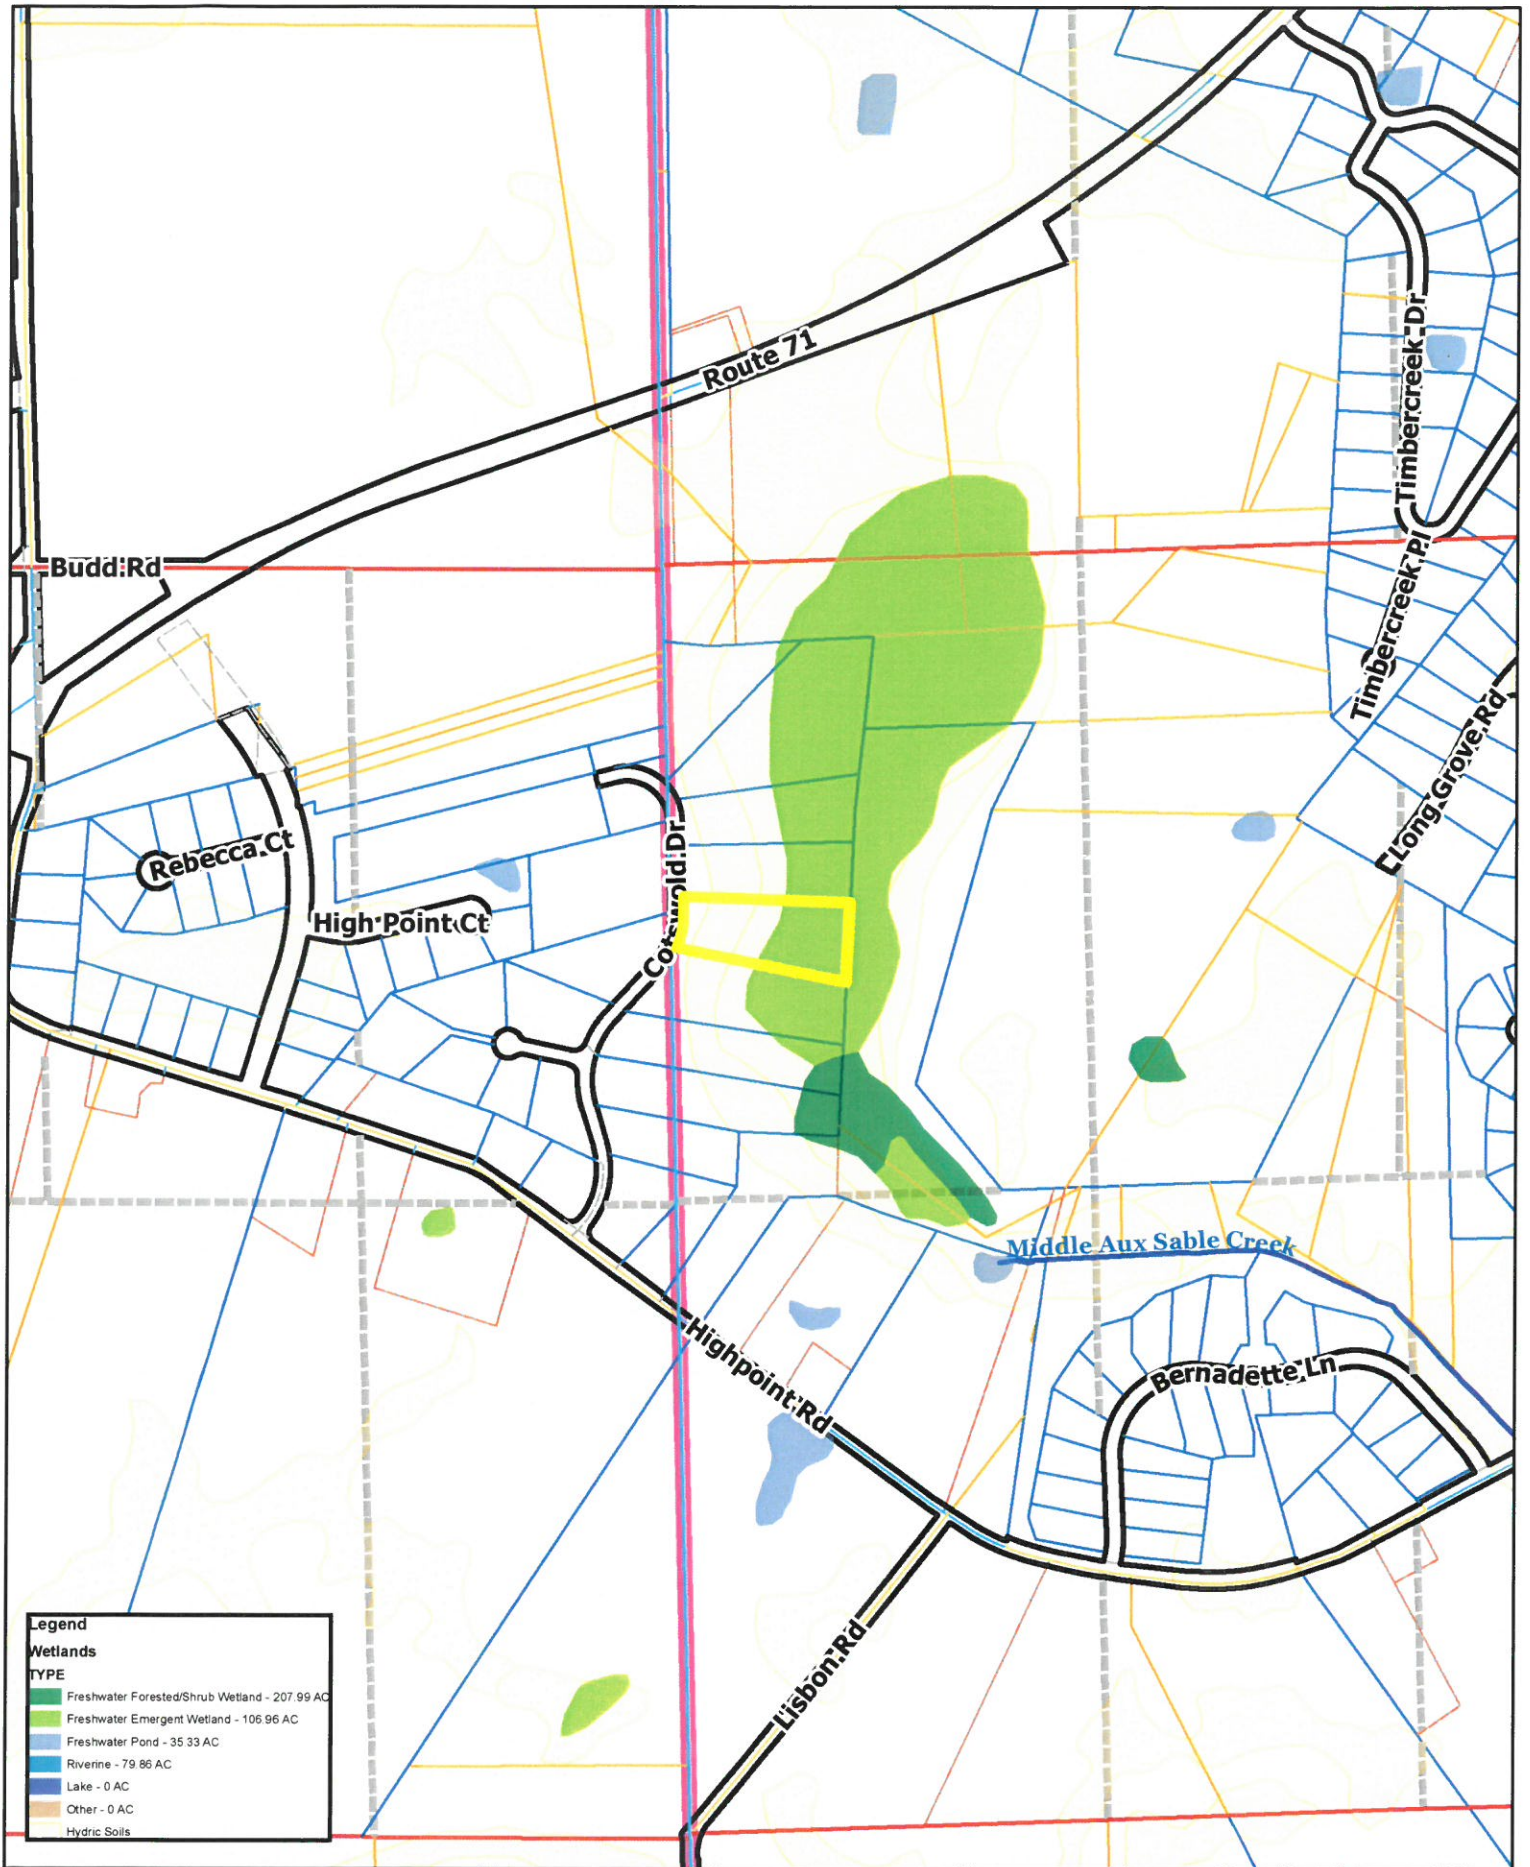 Route 71
Timbercreek Dr
Budd Rd
Timbercreek Pl
Long Grove Rd
Rebecca Ct
High Point Ct
Cotswold Dr
Middle Aux Sable Creek
Highpoint Rd
Bernadette Ln
Lisbon Rd
Legend
Wetlands
TYPE
Freshwater Forested/Shrub Wetland - 207.99 AC
Freshwater Emergent Wetland - 106.96 AC
Freshwater Pond - 35.33 AC
Riverine - 79.86 AC
Lake - 0 AC
Other - 0 AC
Hydric Soils